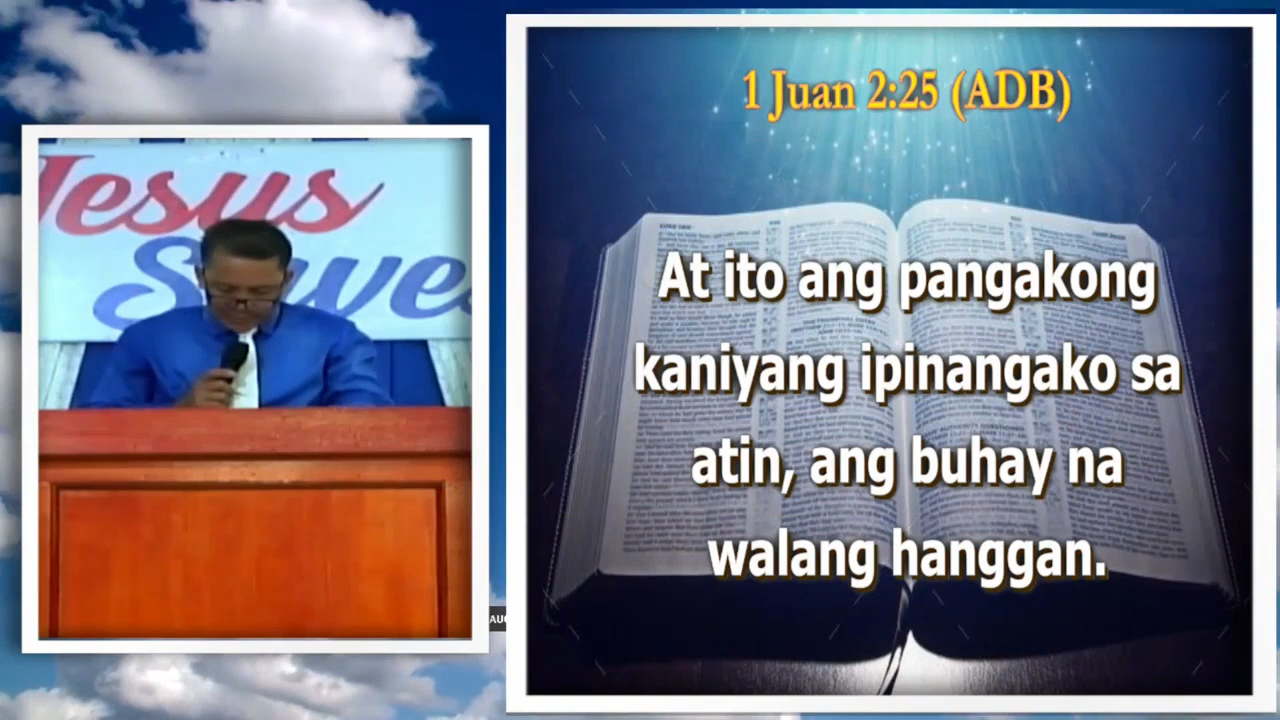 Jesus
Saves
1 Juan 2:25 (ADB)
At ito ang pangakong
kaniyang ipinangako sa
atin, ang buhay na
walang hanggan.